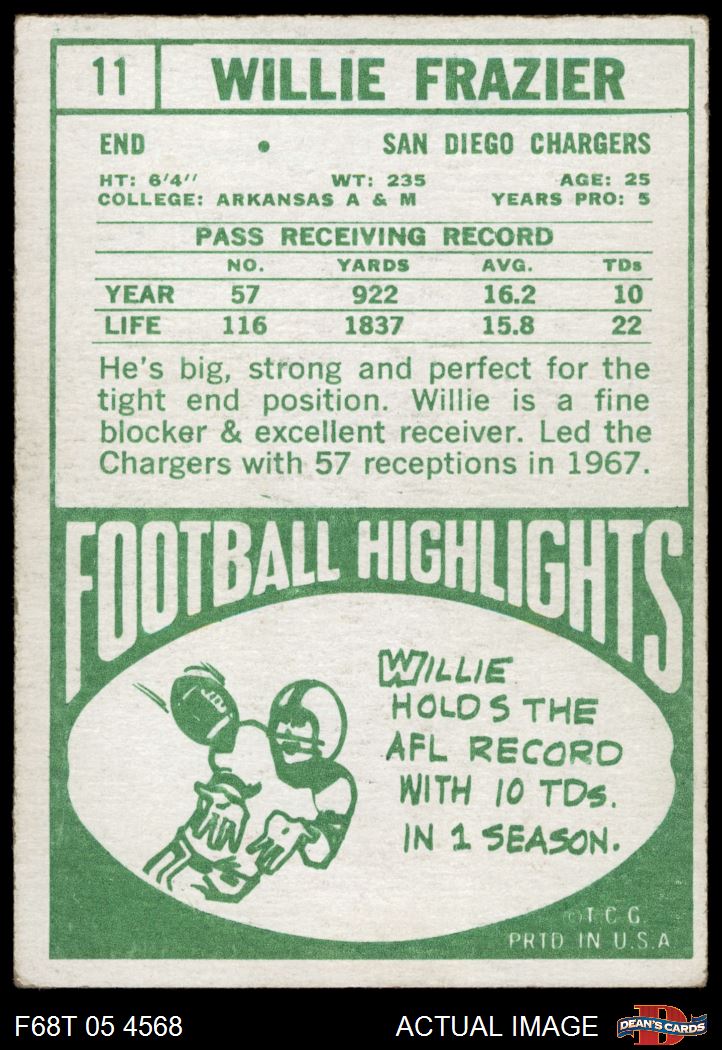 11 WILLIE FRAZIER
END • SAN DIEGO CHARGERS
HT: 6'4" WT: 235 AGE: 25
COLLEGE: ARKANSAS A & M YEARS PRO: 5
PASS RECEIVING RECORD
NO. YARDS AVG. TDs
YEAR 57 922 16.2 10
LIFE 116 1837 15.8 22
He's big, strong and perfect for the
tight end position. Willie is a fine
blocker & excellent receiver. Led the
Chargers with 57 receptions in 1967.
FOOTBALL HIGHLIGHTS
WILLIE
HOLDS THE
AFL RECORD
WITH 10 TDs.
IN 1 SEASON.
©T.C.G.
PRTD IN U.S.A
F68T 05 4568 ACTUAL IMAGE D DEAN'S CARDS